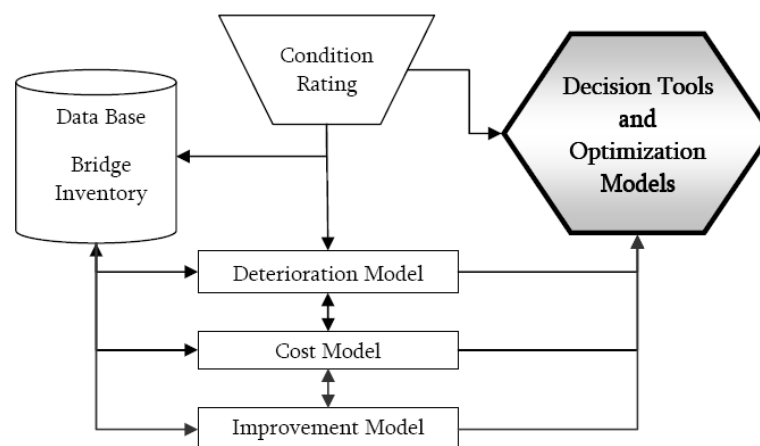 Condition
Rating
Data Base
Bridge
Inventory
Decision Tools
and
Optimization
Models
Deterioration Model
Cost Model
Improvement Model